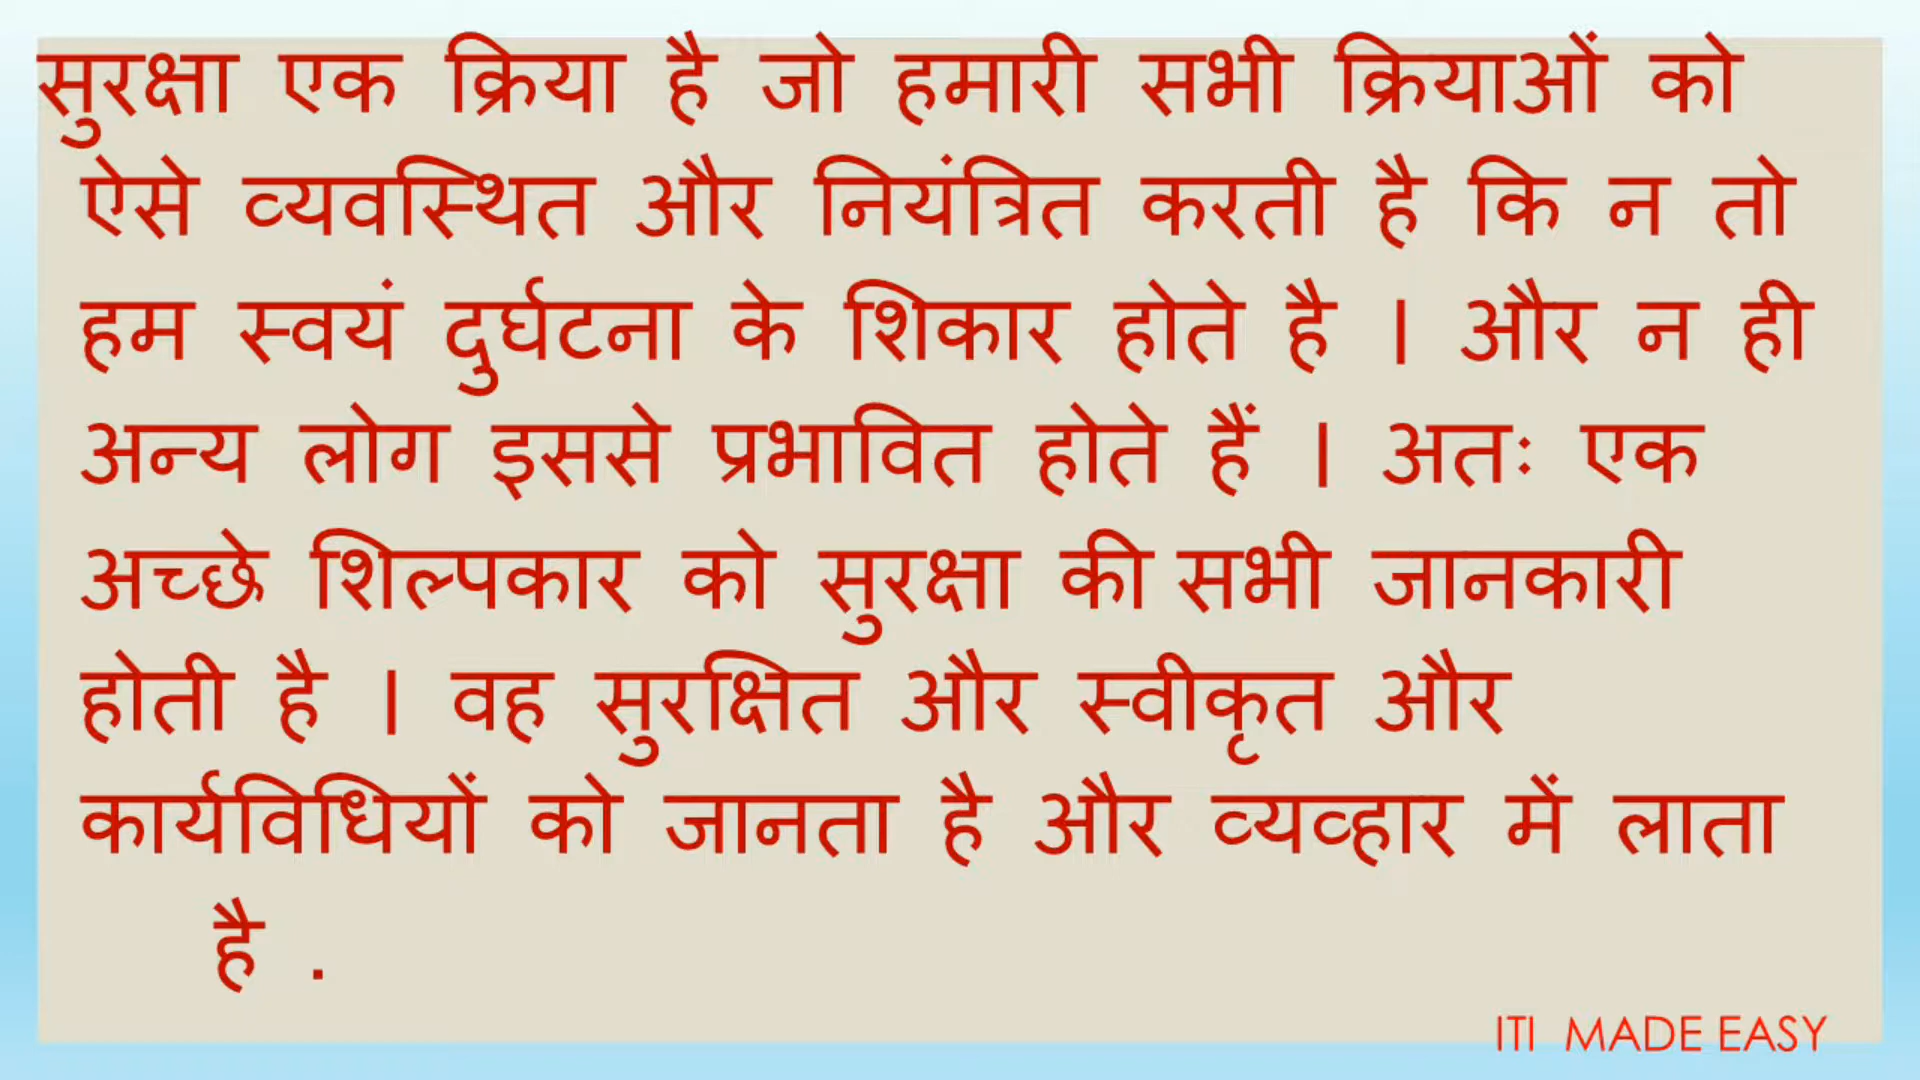 सुरक्षा एक क्रिया है जो हमारी सभी क्रियाओं को
ऐसे व्यवस्थित और नियंत्रित करती है कि न तो
हम स्वयं दुर्घटना के शिकार होते है । और न ही
अन्य लोग इससे प्रभावित होते हैं । अतः एक
अच्छे शिल्पकार को सुरक्षा की सभी जानकारी
होती है । वह सुरक्षित और स्वीकृत और
कार्यविधियों को जानता है और व्यव्हार में लाता
है .
ITI MADE EASY